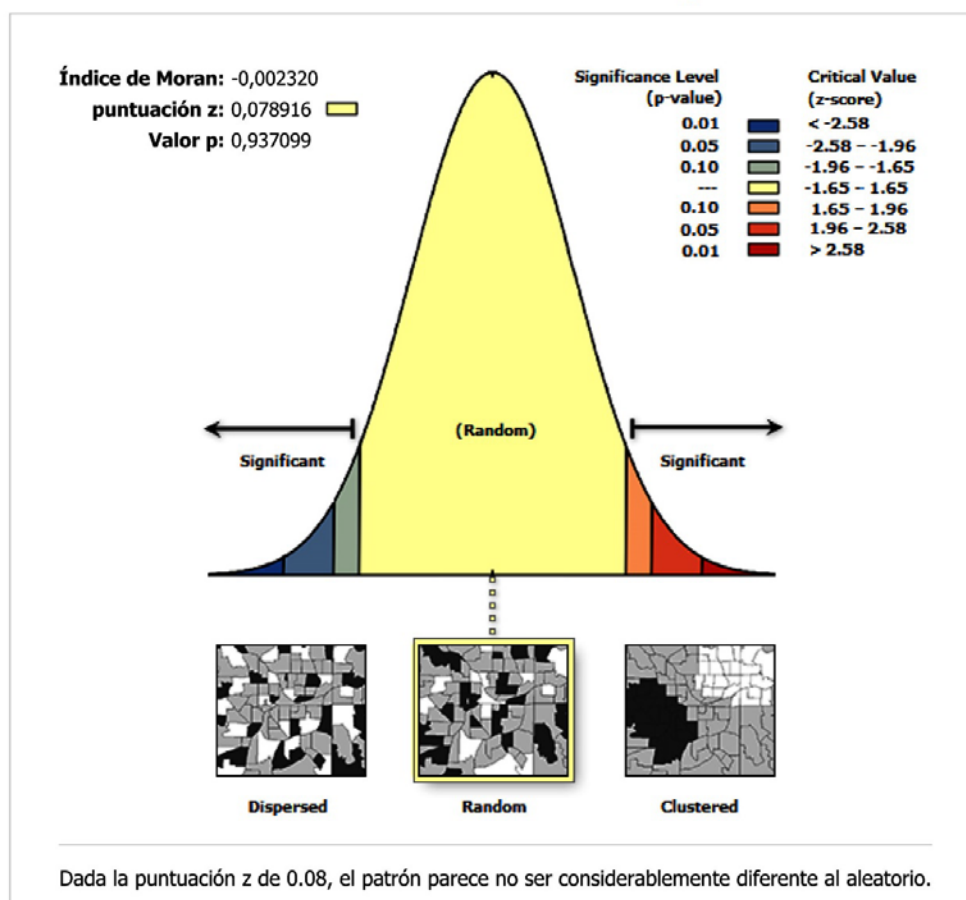 Índice de Moran: -0,002320
puntuación z: 0,078916
Valor p: 0,937099
Significance Level
(p-value)
Critical Value
(z-score)
0.01 < -2.58
0.05 -2.58 – -1.96
0.10 -1.96 – -1.65
--- -1.65 – 1.65
0.10 1.65 – 1.96
0.05 1.96 – 2.58
0.01 > 2.58
(Random)
Significant
Significant
Dispersed
Random
Clustered
Dada la puntuación z de 0.08, el patrón parece no ser considerablemente diferente al aleatorio.